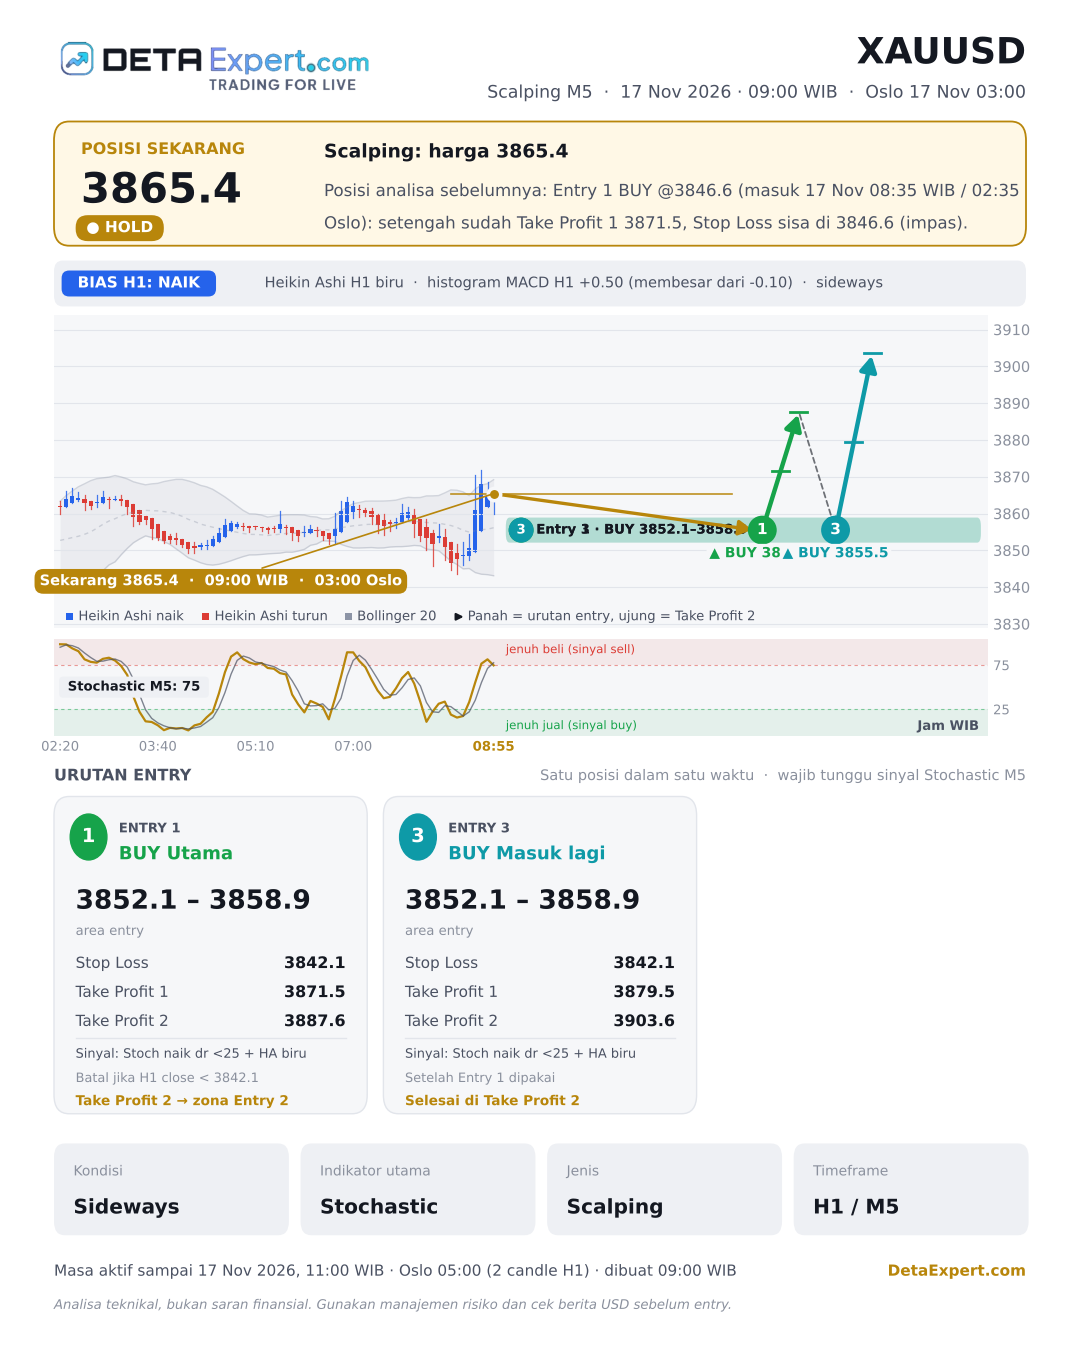 DETA Expert.com
TRADING FOR LIVE
XAUUSD
Scalping M5 · 17 Nov 2026 · 09:00 WIB · Oslo 17 Nov 03:00
POSISI SEKARANG
3865.4
HOLD
Scalping: harga 3865.4
Posisi analisa sebelumnya: Entry 1 BUY @3846.6 (masuk 17 Nov 08:35 WIB / 02:35
Oslo): setengah sudah Take Profit 1 3871.5, Stop Loss sisa di 3846.6 (impas).
BIAS H1: NAIK
Heikin Ashi H1 biru · histogram MACD H1 +0.50 (membesar dari -0.10) · sideways
3910
3900
3890
3880
3870
3860
3850
3840
3830
3
Entry 3 · BUY 3852.1–3858.
1
3
▲ BUY 38
▲ BUY 3855.5
Sekarang 3865.4 · 09:00 WIB · 03:00 Oslo
Heikin Ashi naik
Heikin Ashi turun
Bollinger 20
Panah = urutan entry, ujung = Take Profit 2
jenuh beli (sinyal sell)
75
Stochastic M5: 75
25
jenuh jual (sinyal buy)
Jam WIB
02:20
03:40
05:10
07:00
08:55
URUTAN ENTRY
Satu posisi dalam satu waktu · wajib tunggu sinyal Stochastic M5
1
ENTRY 1
BUY Utama
3852.1 – 3858.9
area entry
Stop Loss 3842.1
Take Profit 1 3871.5
Take Profit 2 3887.6
Sinyal: Stoch naik dr <25 + HA biru
Batal jika H1 close < 3842.1
Take Profit 2 → zona Entry 2
3
ENTRY 3
BUY Masuk lagi
3852.1 – 3858.9
area entry
Stop Loss 3842.1
Take Profit 1 3879.5
Take Profit 2 3903.6
Sinyal: Stoch naik dr <25 + HA biru
Setelah Entry 1 dipakai
Selesai di Take Profit 2
Kondisi
Sideways
Indikator utama
Stochastic
Jenis
Scalping
Timeframe
H1 / M5
Masa aktif sampai 17 Nov 2026, 11:00 WIB · Oslo 05:00 (2 candle H1) · dibuat 09:00 WIB
DetaExpert.com
Analisa teknikal, bukan saran finansial. Gunakan manajemen risiko dan cek berita USD sebelum entry.